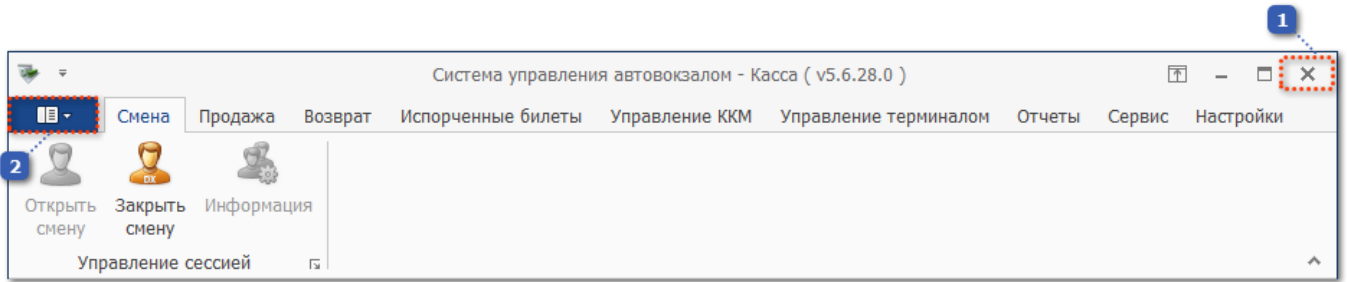 1
Система управления автовокзалом - Касса ( v5.6.28.0 )
Смена Продажа Возврат Испорченные билеты Управление ККМ Управление терминалом Отчеты Сервис Настройки
2
OK
Открыть смену
Закрыть смену
Информация
Управление сессией